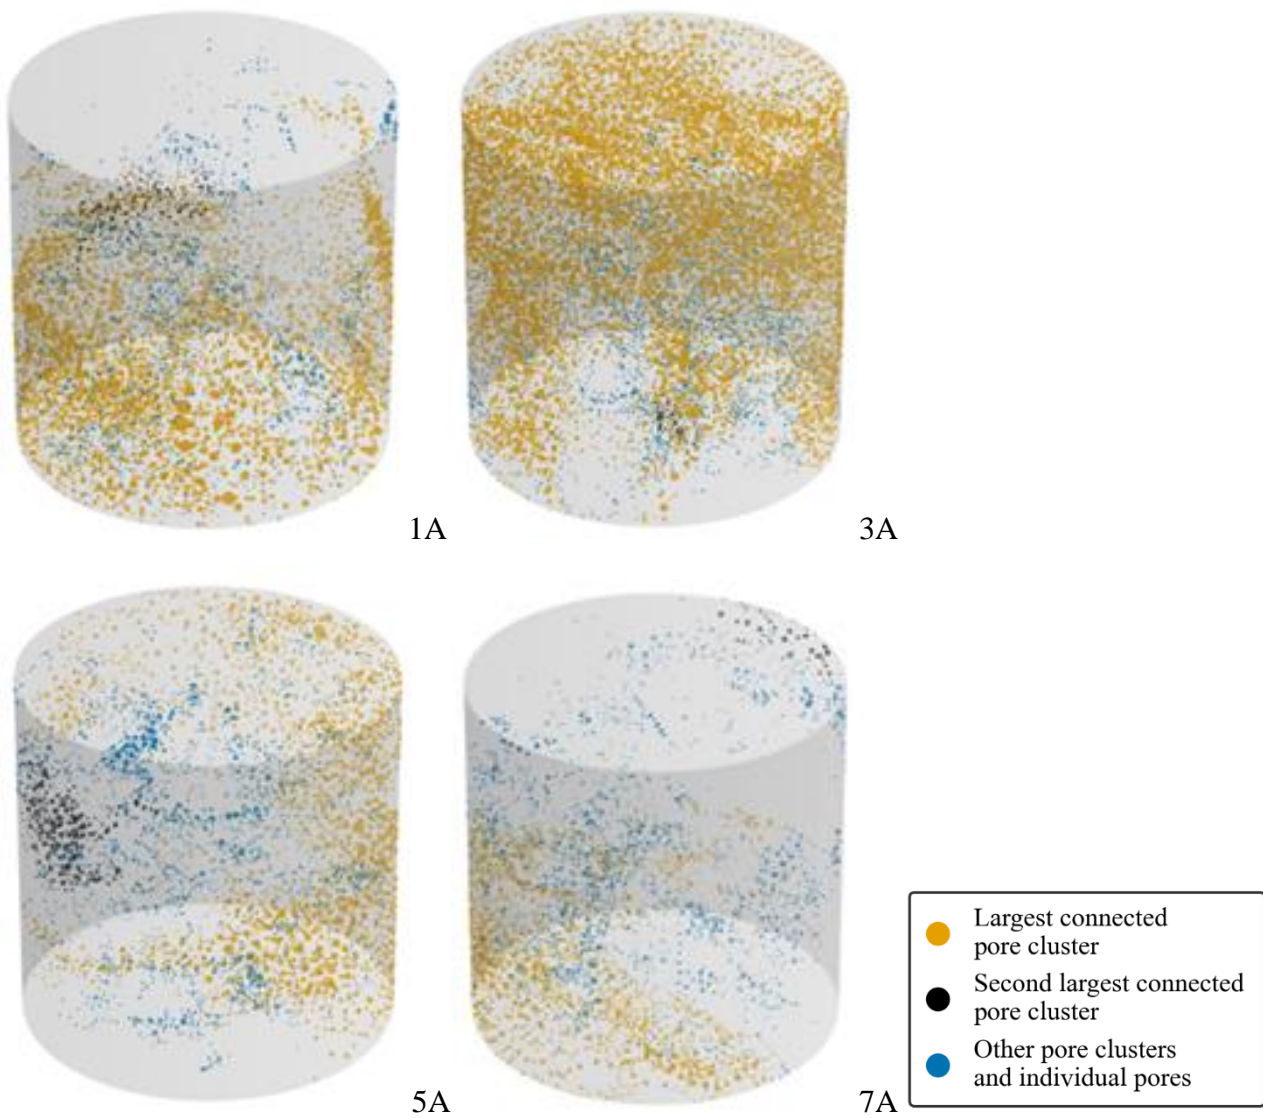 1A
3A
5A
7A
Largest connected
pore cluster
Second largest connected
pore cluster
Other pore clusters
and individual pores